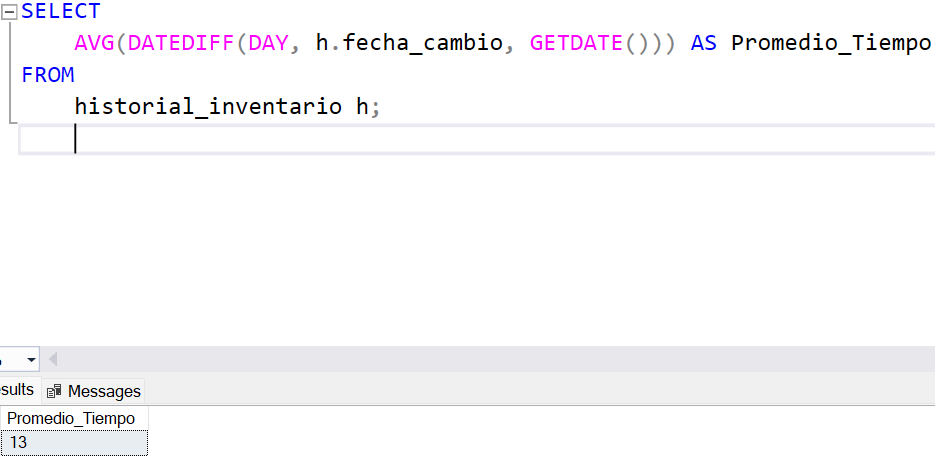 SELECT
AVG(DATEDIFF(DAY, h.fecha_cambio, GETDATE())) AS Promedio_Tiempo
FROM
historial_inventario h;
sults Messages
Promedio_Tiempo
13